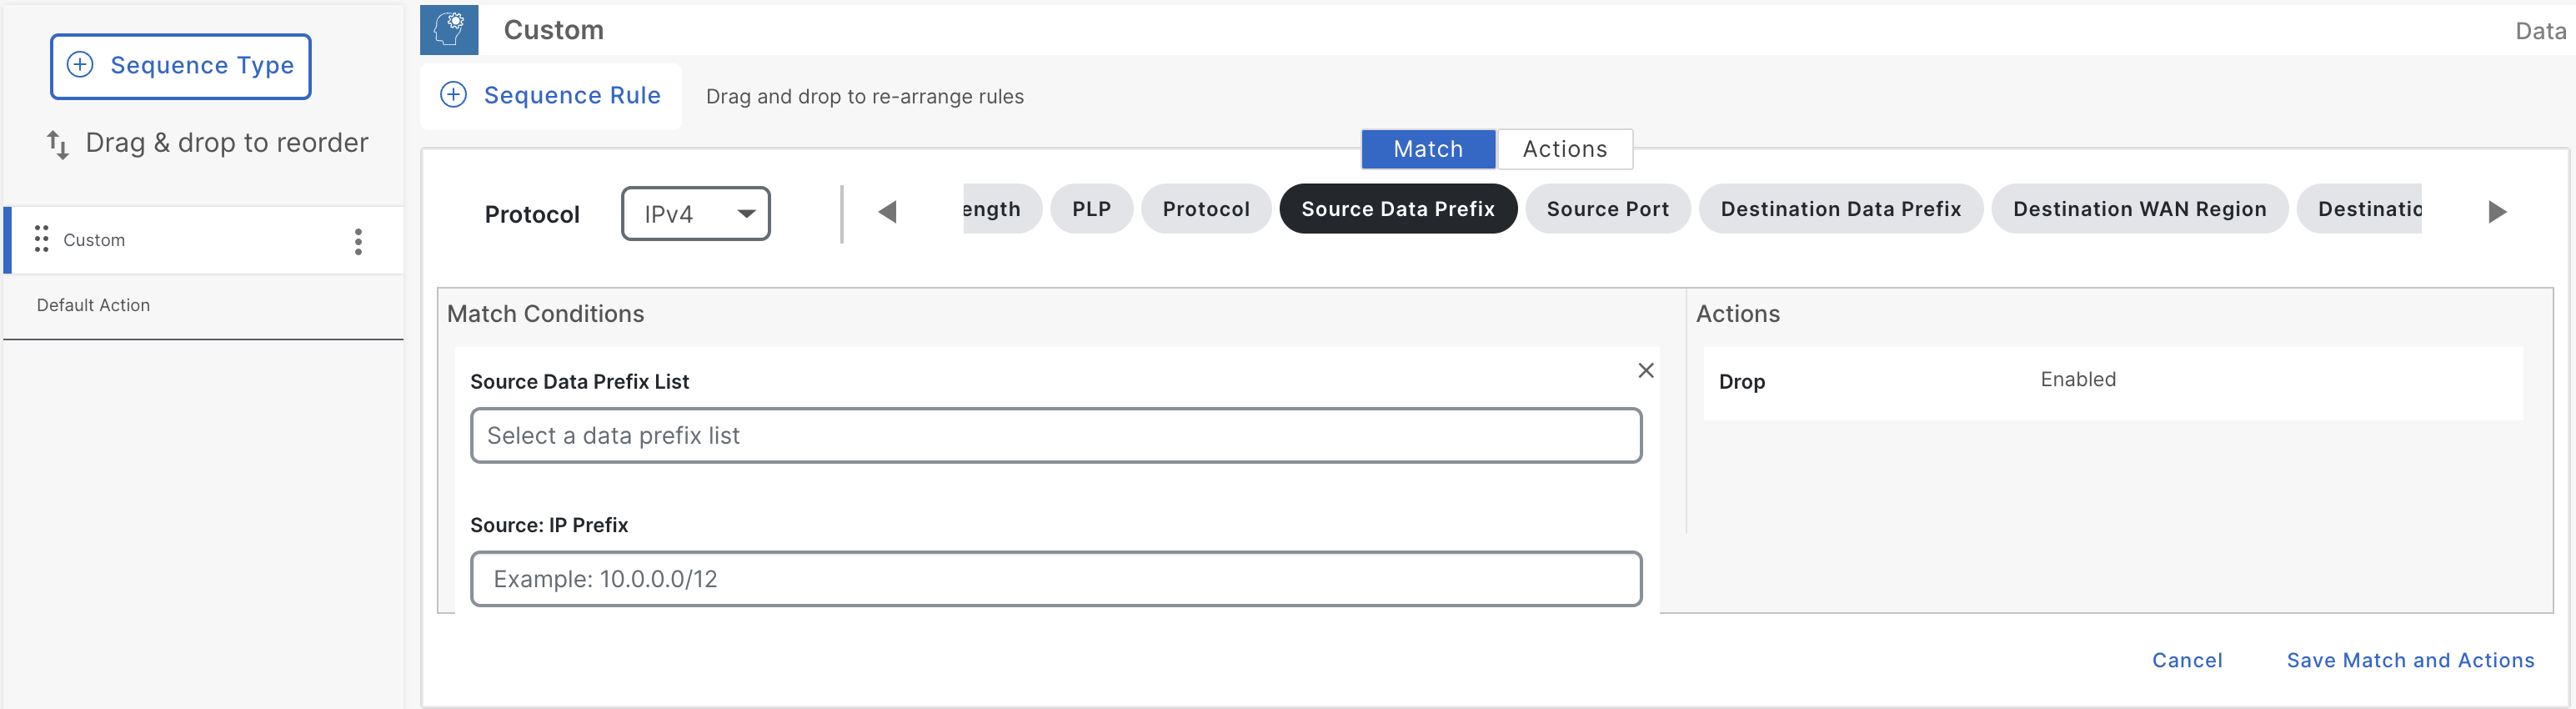 Sequence Type
Drag & drop to reorder
Custom
Default Action
Custom
Data
Sequence Rule
Drag and drop to re-arrange rules
Match
Actions
Protocol
IPv4
ength
PLP
Protocol
Source Data Prefix
Source Port
Destination Data Prefix
Destination WAN Region
Destinatio
Match Conditions
Source Data Prefix List
Select a data prefix list
Source: IP Prefix
Example: 10.0.0.0/12
Actions
Drop
Enabled
Cancel
Save Match and Actions